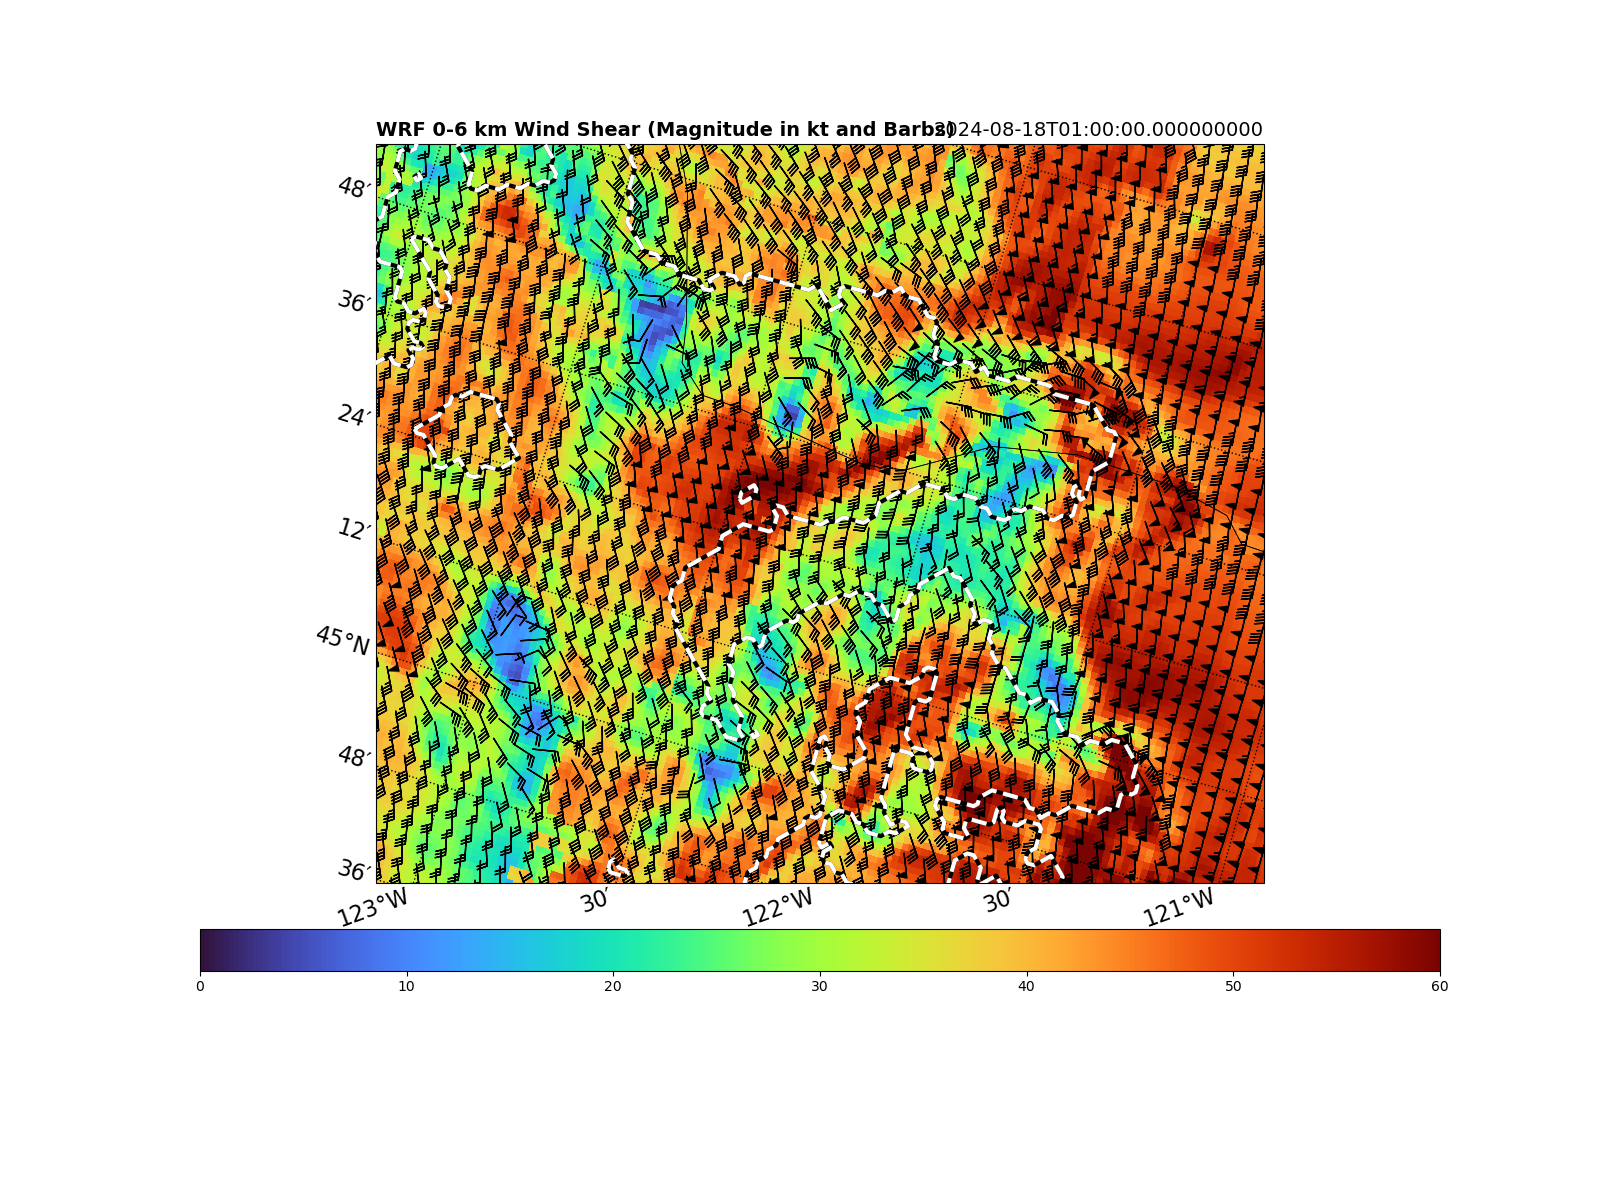 WRF 0-6 km Wind Shear (Magnitude in kt and Barbs) 2024-08-18T01:00:00.000000000
48′
36′
24′
12′
45°N
48′
36′
123°W 30′ 122°W 30′ 121°W
0 10 20 30 40 50 60